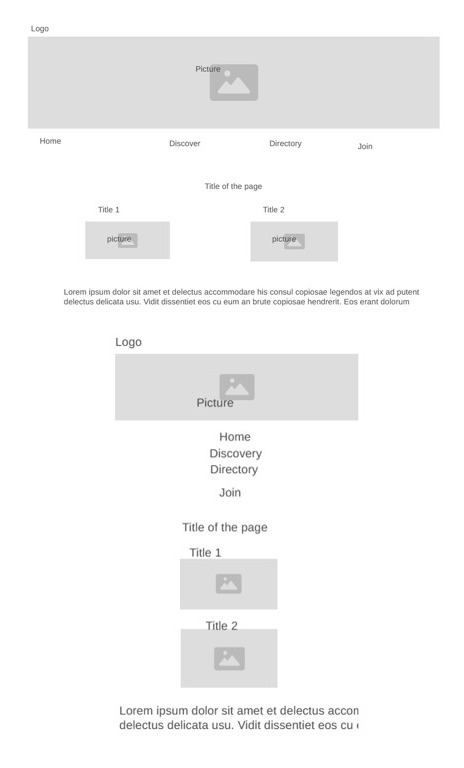 Logo
Picture
Home Discover Directory Join
Title of the page
Title 1 Title 2
picture picture
Lorem ipsum dolor sit amet et delectus accommodare his consul copiosae legendos at vix ad putent
delectus delicata usu. Vidit dissentiet eos cu eum an brute copiosae hendrerit. Eos erant dolorum
Logo
Picture
Home
Discovery
Directory
Join
Title of the page
Title 1
Title 2
Lorem ipsum dolor sit amet et delectus
delectus delicata usu. Vidit dissentiet eos cu